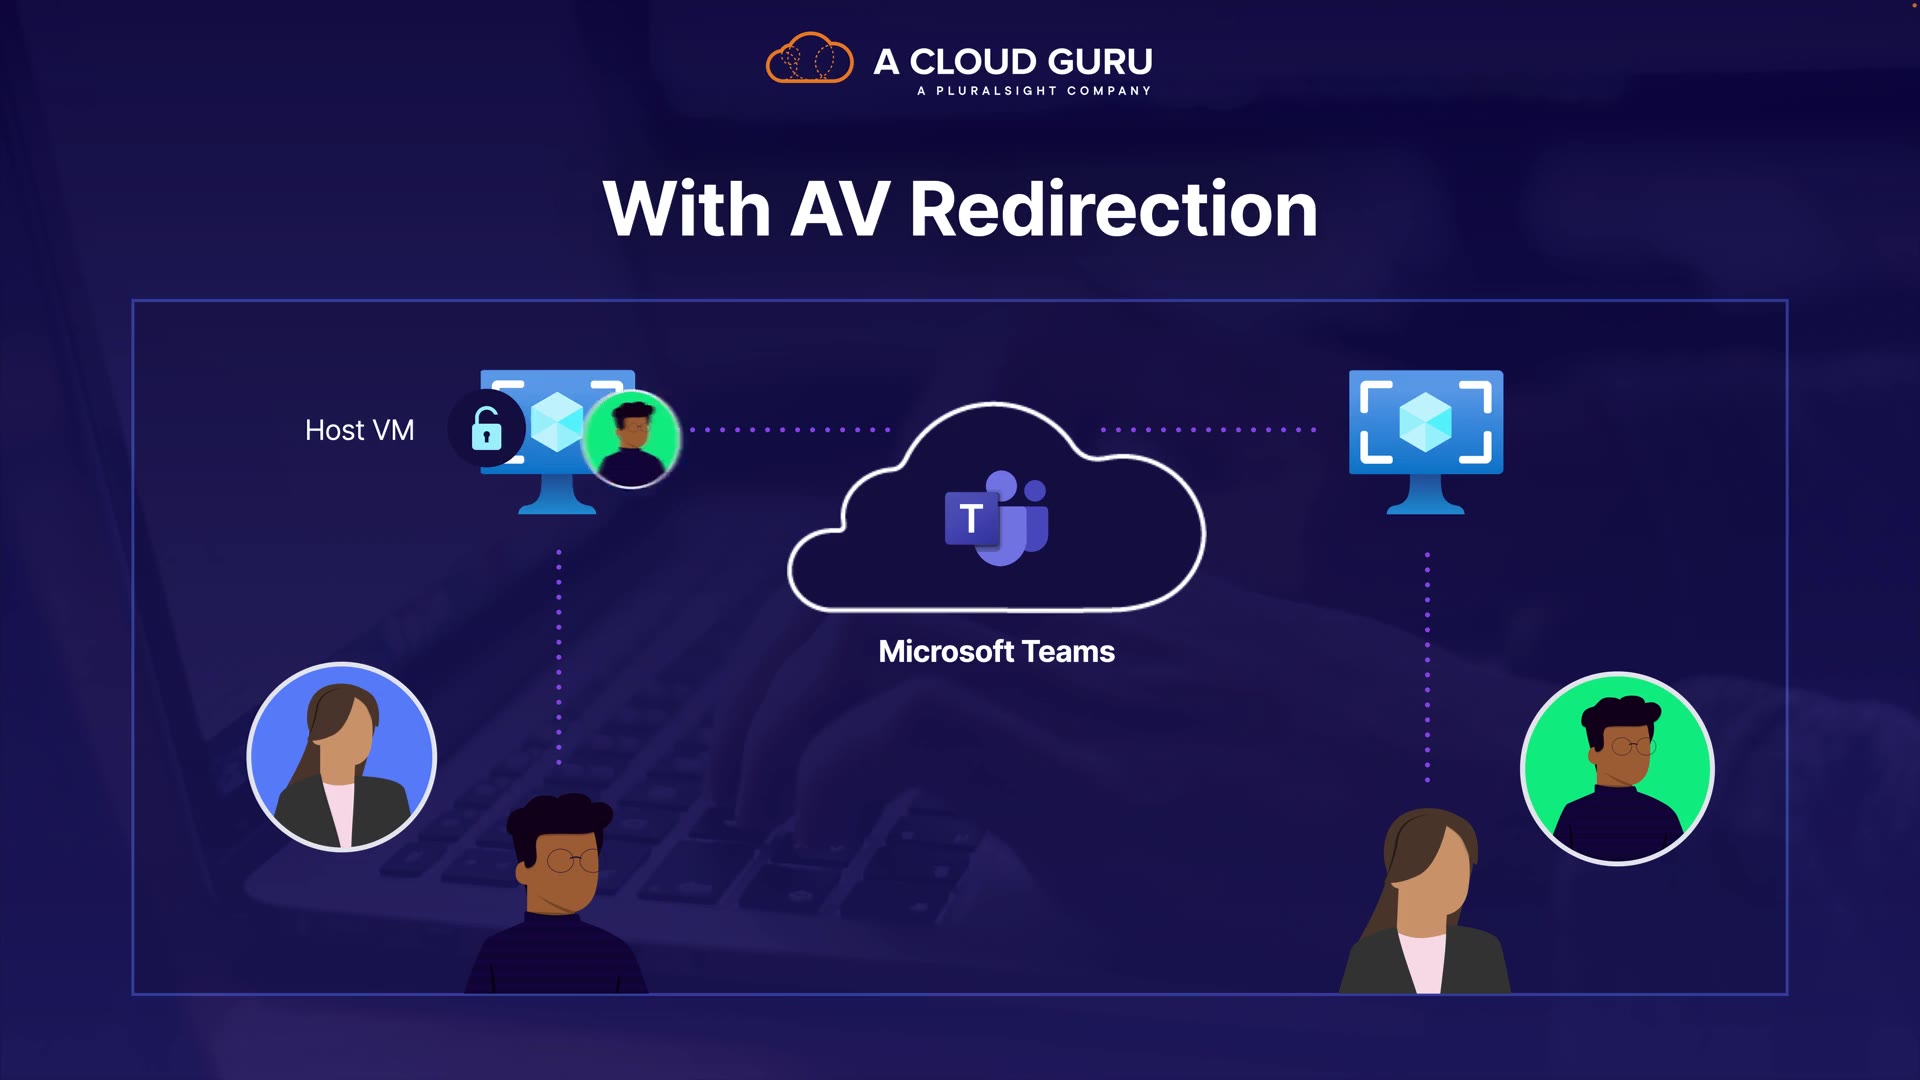 A CLOUD GURU
A PLURALSIGHT COMPANY
With AV Redirection
Host VM
T
Microsoft Teams